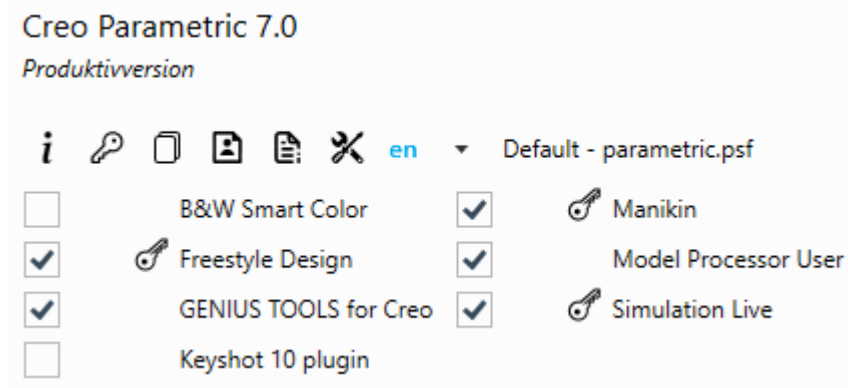 Creo Parametric 7.0
Produktivversion
en Default - parametric.psf
B&W Smart Color Manikin
Freestyle Design Model Processor User
GENIUS TOOLS for Creo Simulation Live
Keyshot 10 plugin